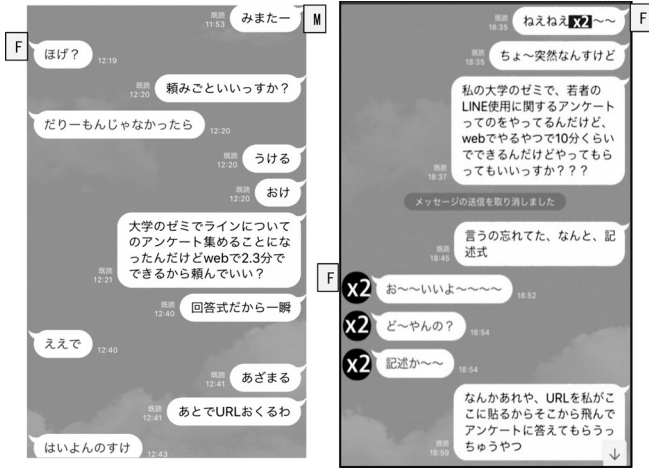 みまたー
既読
11:53
M
F
ほげ？
12:19
頼みごといいっすか？
既読
12:20
だりーもんじゃなかったら
12:20
うける
既読
12:20
おけ
既読
12:20
大学のゼミでラインについて
のアンケート集めることにな
ったんだけどwebで2.3分で
できるから頼んでいい？
既読
12:21
回答式だから一瞬
既読
12:40
ええで
12:40
あざまる
既読
12:41
あとでURLおくるわ
既読
12:41
はいよんのすけ
12:43
ねえねえx2〜〜
既読
18:35
F
ちょ〜突然なんすけど
既読
18:35
私の大学のゼミで、若者の
LINE使用に関するアンケート
ってのをやってるんだけど、
webでやるやつで10分くらい
でできるんだけどやってもら
ってもいいっすか？？？
既読
18:37
メッセージの送信を取り消しました
言うの忘れてた、なんと、記
述式
既読
18:45
F
x2
お〜〜いいよ〜〜〜〜
18:52
x2
ど〜やんの？
18:54
x2
記述か〜〜
18:54
なんかあれや、URLを私がこ
こに貼るからそこから飛んで
アンケートに答えてもらうっ
ちゅうやつ
既読
18:59